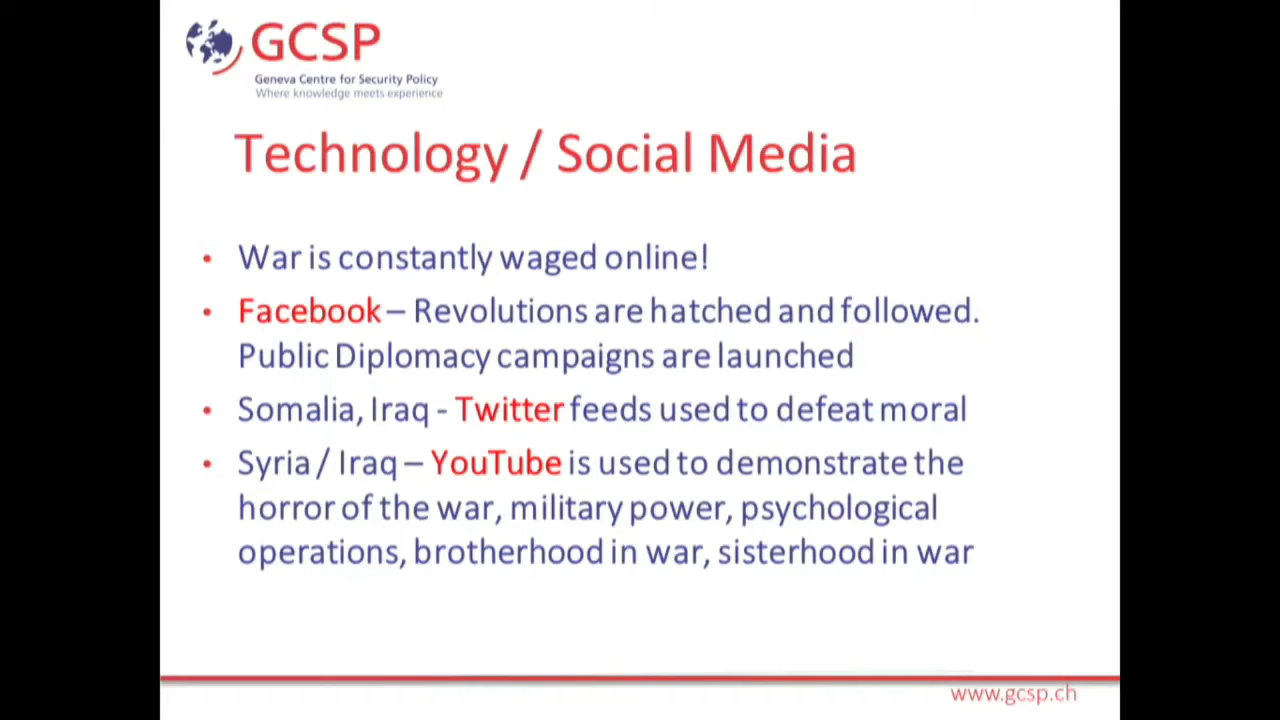 GCSP
Geneva Centre for Security Policy
Where knowledge meets experience
Technology / Social Media
• War is constantly waged online!
• Facebook – Revolutions are hatched and followed.
Public Diplomacy campaigns are launched
• Somalia, Iraq - Twitter feeds used to defeat moral
• Syria / Iraq – YouTube is used to demonstrate the
horror of the war, military power, psychological
operations, brotherhood in war, sisterhood in war
www.gcsp.ch